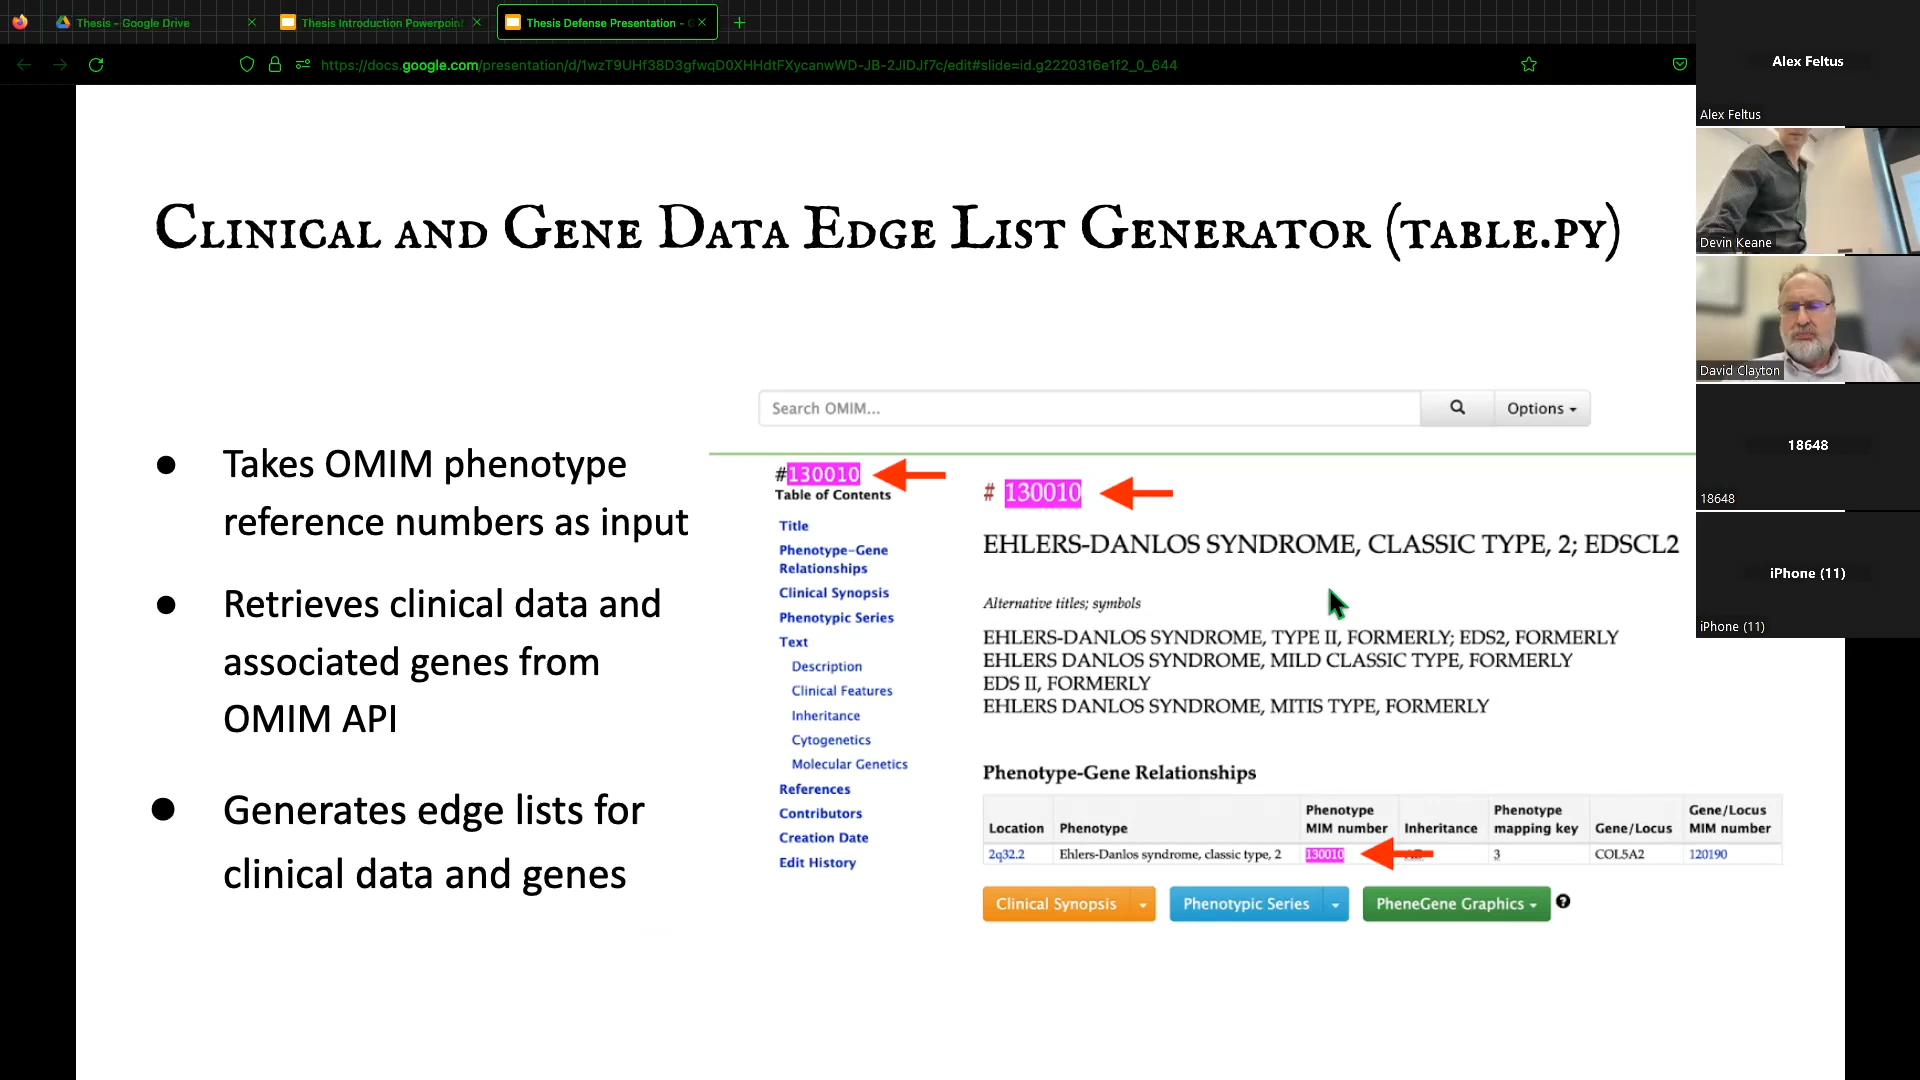 Thesis - Google Drive
Thesis Introduction Powerpoint
Thesis Defense Presentation -
https://docs.google.com/presentation/d/1wzT9UHf38D3gfwqD0XHHdtFXycanwWD-JB-2JlDJf7c/edit#slide=id.g2220316e1f2_0_644
Clinical and Gene Data Edge List Generator (table.py)
● Takes OMIM phenotype
reference numbers as input
● Retrieves clinical data and
associated genes from
OMIM API
● Generates edge lists for
clinical data and genes
Search OMIM...
Options
#130010
Table of Contents
Title
Phenotype-Gene
Relationships
Clinical Synopsis
Phenotypic Series
Text
Description
Clinical Features
Inheritance
Cytogenetics
Molecular Genetics
References
Contributors
Creation Date
Edit History
# 130010
EHLERS-DANLOS SYNDROME, CLASSIC TYPE, 2; EDSCL2
Alternative titles; symbols
EHLERS-DANLOS SYNDROME, TYPE II, FORMERLY; EDS2, FORMERLY
EHLERS DANLOS SYNDROME, MILD CLASSIC TYPE, FORMERLY
EDS II, FORMERLY
EHLERS DANLOS SYNDROME, MITIS TYPE, FORMERLY
Phenotype-Gene Relationships
Location Phenotype Phenotype MIM number Inheritance Phenotype mapping key Gene/Locus Gene/Locus MIM number
2q32.2 Ehlers-Danlos syndrome, classic type, 2 130010 3 COL5A2 120190
Clinical Synopsis
Phenotypic Series
PheneGene Graphics
?
Alex Feltus
Alex Feltus
Devin Keane
David Clayton
18648
18648
iPhone (11)
iPhone (11)